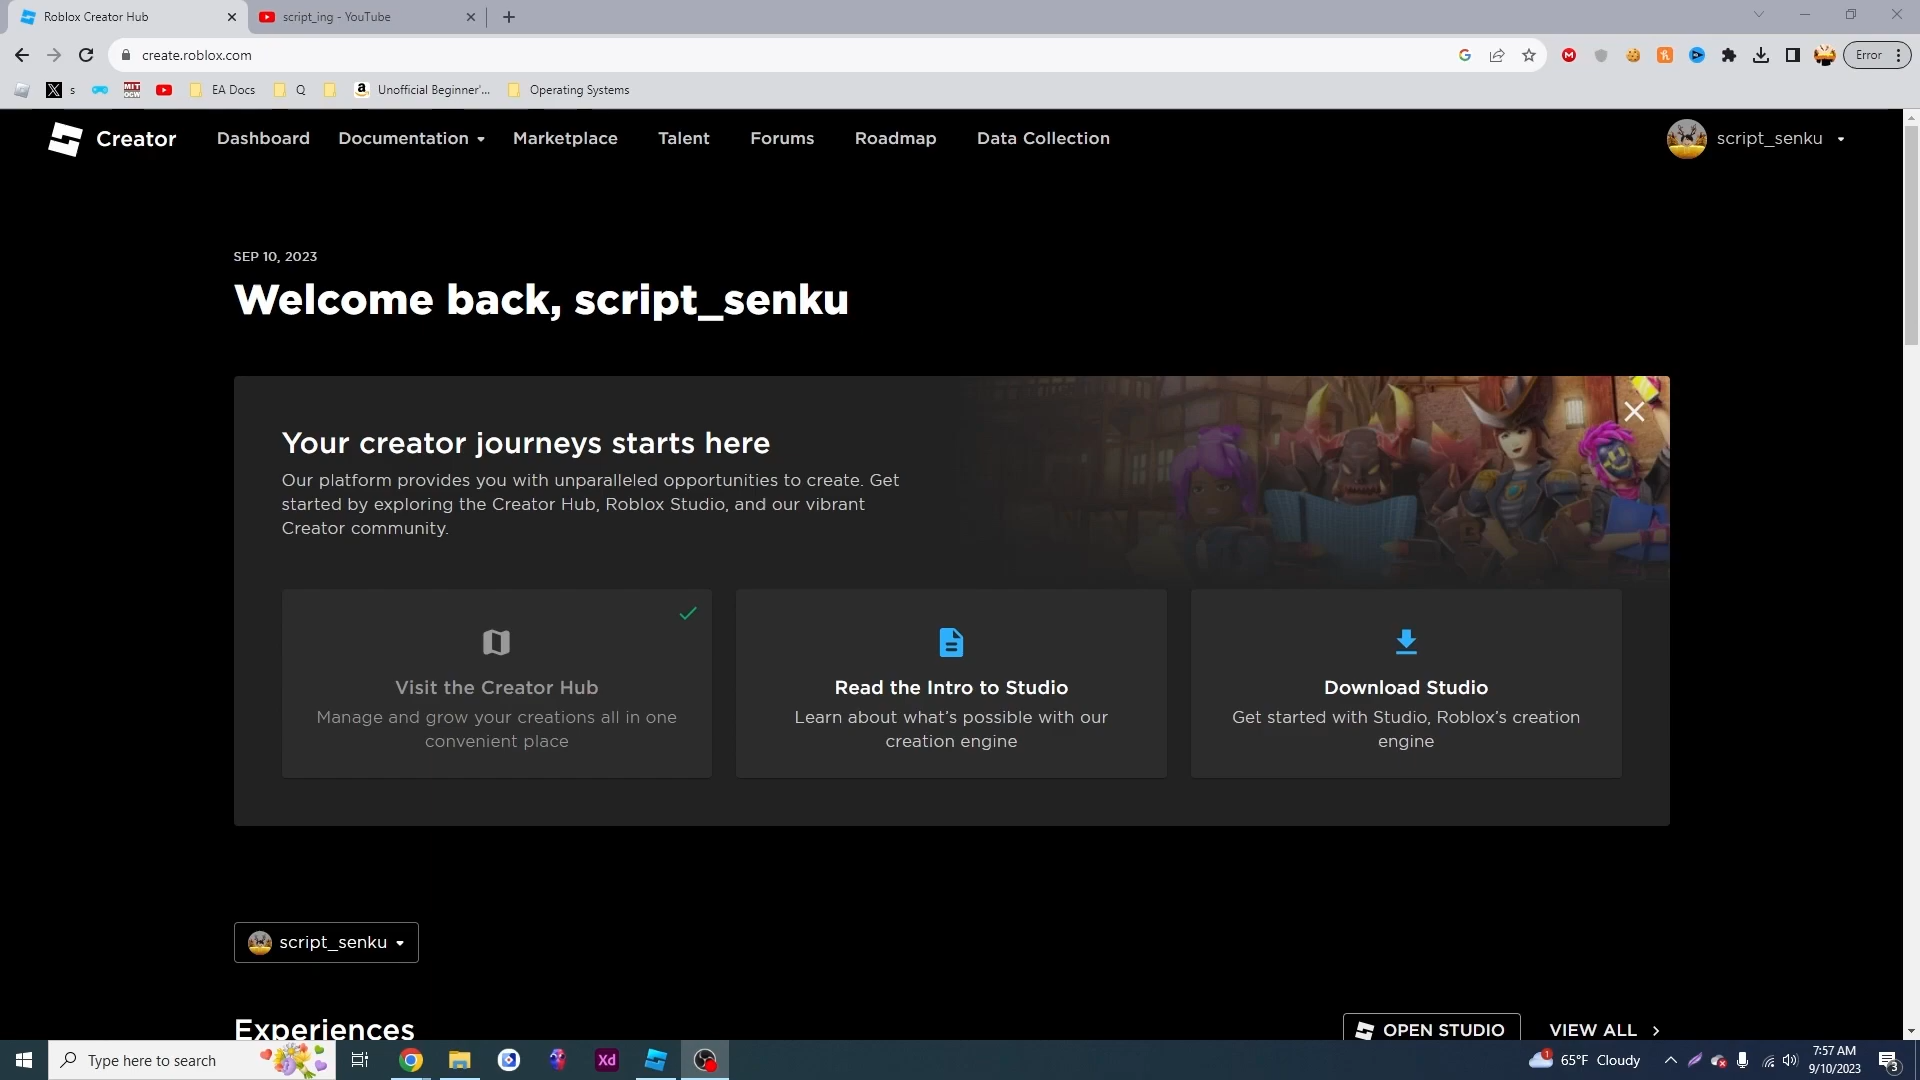 Roblox Creator Hub
script_ing - YouTube
create.roblox.com
Error
s
MIT
OCW
EA Docs
Q
Unofficial Beginner'...
Operating Systems
Creator
Dashboard
Documentation
Marketplace
Talent
Forums
Roadmap
Data Collection
script_senku
SEP 10, 2023
Welcome back, script_senku
Your creator journeys starts here
Our platform provides you with unparalleled opportunities to create. Get
started by exploring the Creator Hub, Roblox Studio, and our vibrant
Creator community.
Visit the Creator Hub
Manage and grow your creations all in one
convenient place
Read the Intro to Studio
Learn about what’s possible with our
creation engine
Download Studio
Get started with Studio, Roblox’s creation
engine
script_senku
Experiences
OPEN STUDIO
VIEW ALL
Type here to search
Xd
1
65°F Cloudy
7:57 AM
9/10/2023
3